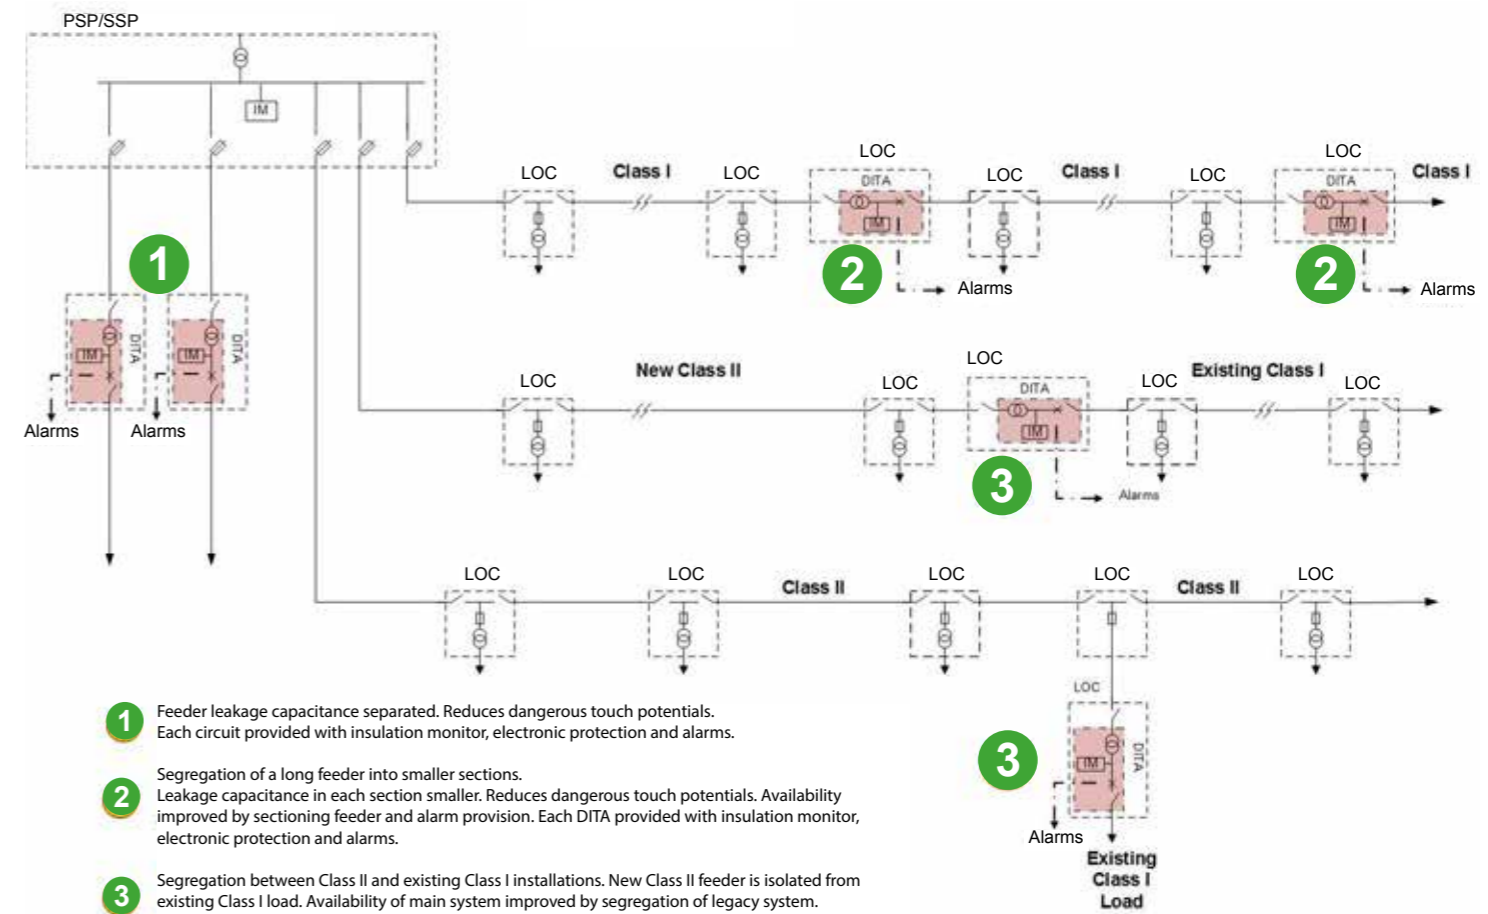 PSP/SSP
IM
LOC
Class I
LOC
LOC
DITA
IM
Alarms
LOC
Class I
LOC
LOC
DITA
IM
Alarms
Class I
1
2
2
DITA
IM
Alarms
DITA
IM
Alarms
LOC
New Class II
LOC
LOC
DITA
IM
Alarms
LOC
Existing Class I
LOC
3
LOC
LOC
Class II
LOC
LOC
Class II
LOC
LOC
DITA
IM
Alarms
3
Existing
Class I
Load
1
Feeder leakage capacitance separated. Reduces dangerous touch potentials.
Each circuit provided with insulation monitor, electronic protection and alarms.
2
Segregation of a long feeder into smaller sections.
Leakage capacitance in each section smaller. Reduces dangerous touch potentials. Availability
improved by sectioning feeder and alarm provision. Each DITA provided with insulation monitor,
electronic protection and alarms.
3
Segregation between Class II and existing Class I installations. New Class II feeder is isolated from
existing Class I load. Availability of main system improved by segregation of legacy system.